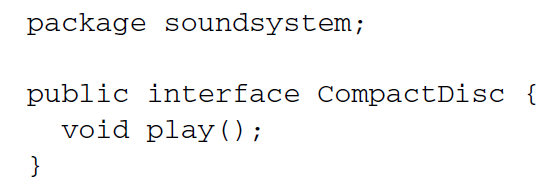 package soundsystem;
public interface CompactDisc {
void play();
}